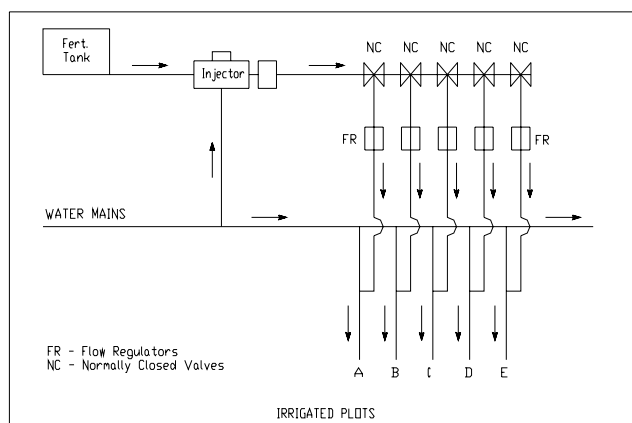 Fert.
Tank
Injector
NC NC NC NC NC
FR FR
WATER MAINS
FR - Flow Regulators
NC - Normally Closed Valves
A B C D E
IRRIGATED PLOTS